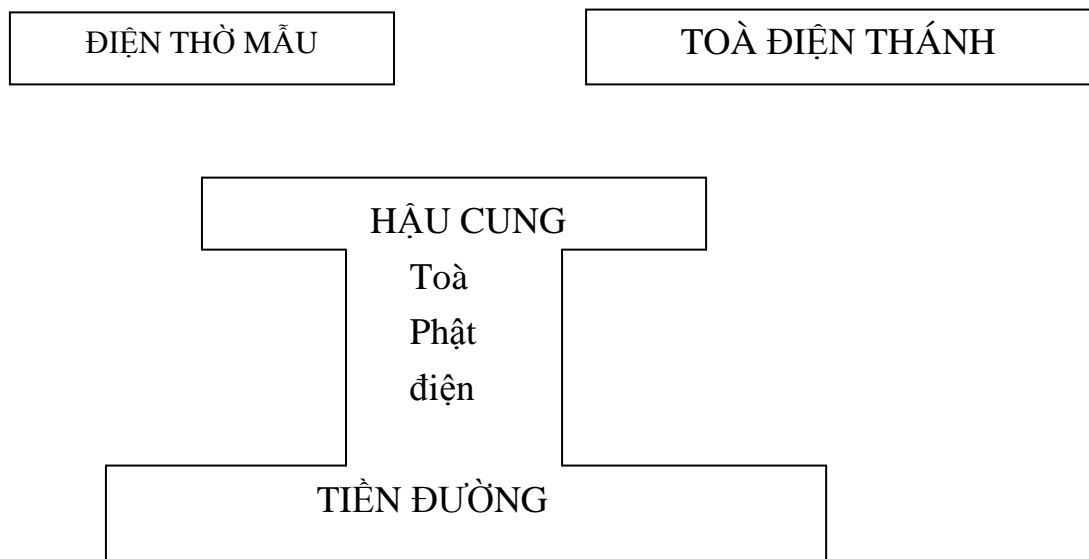 ĐIỆN THỜ MẪU
TOÀ ĐIỆN THÁNH
HẬU CUNG
Toà
Phật
điện
TIỀN ĐƯỜNG